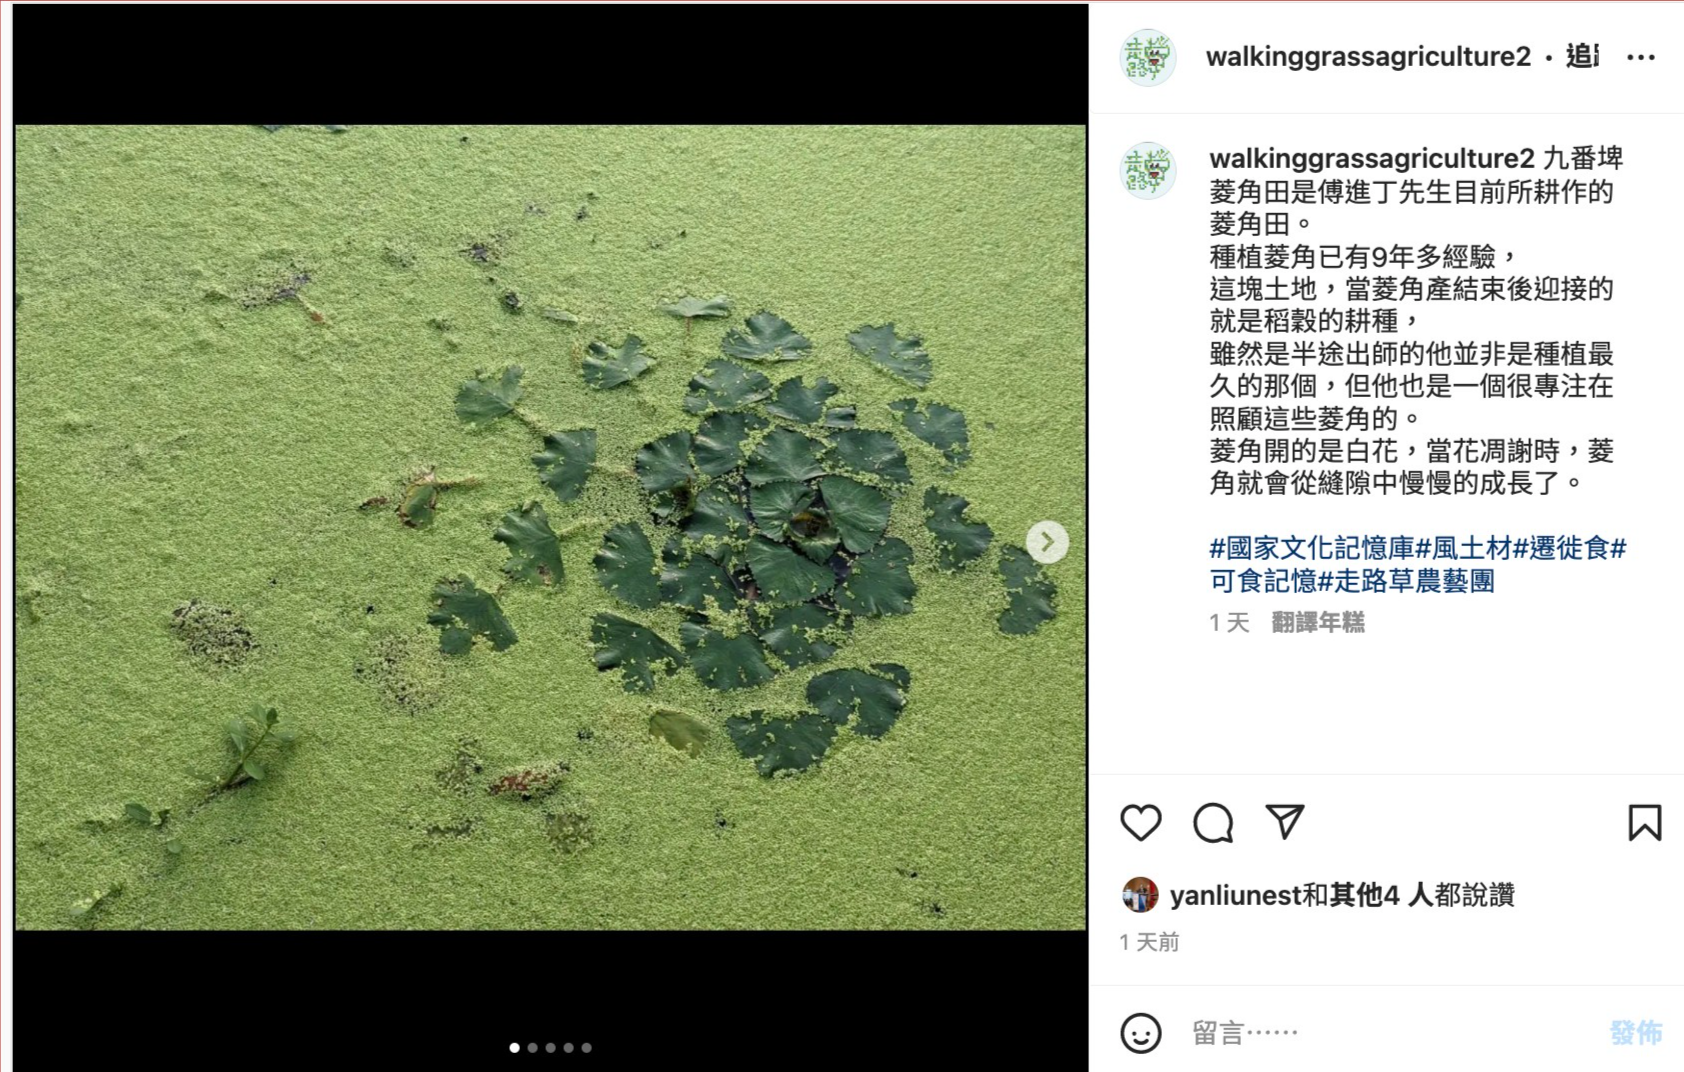 walkinggrassagriculture2 · 追
walkinggrassagriculture2 九番埤
菱角田是傅進丁先生目前所耕作的
菱角田。
種植菱角已有9年多經驗，
這塊土地，當菱角產結束後迎接的
就是稻穀的耕種，
雖然是半途出師的他並非是種植最
久的那個，但他也是一個很專注在
照顧這些菱角的。
菱角開的是白花，當花凋謝時，菱
角就會從縫隙中慢慢的成長了。
#國家文化記憶庫#風土材#遷徙食#
可食記憶#走路草農藝團
1 天 翻譯年糕
yanliunest和其他4 人都說讚
1 天前
留言……
發佈